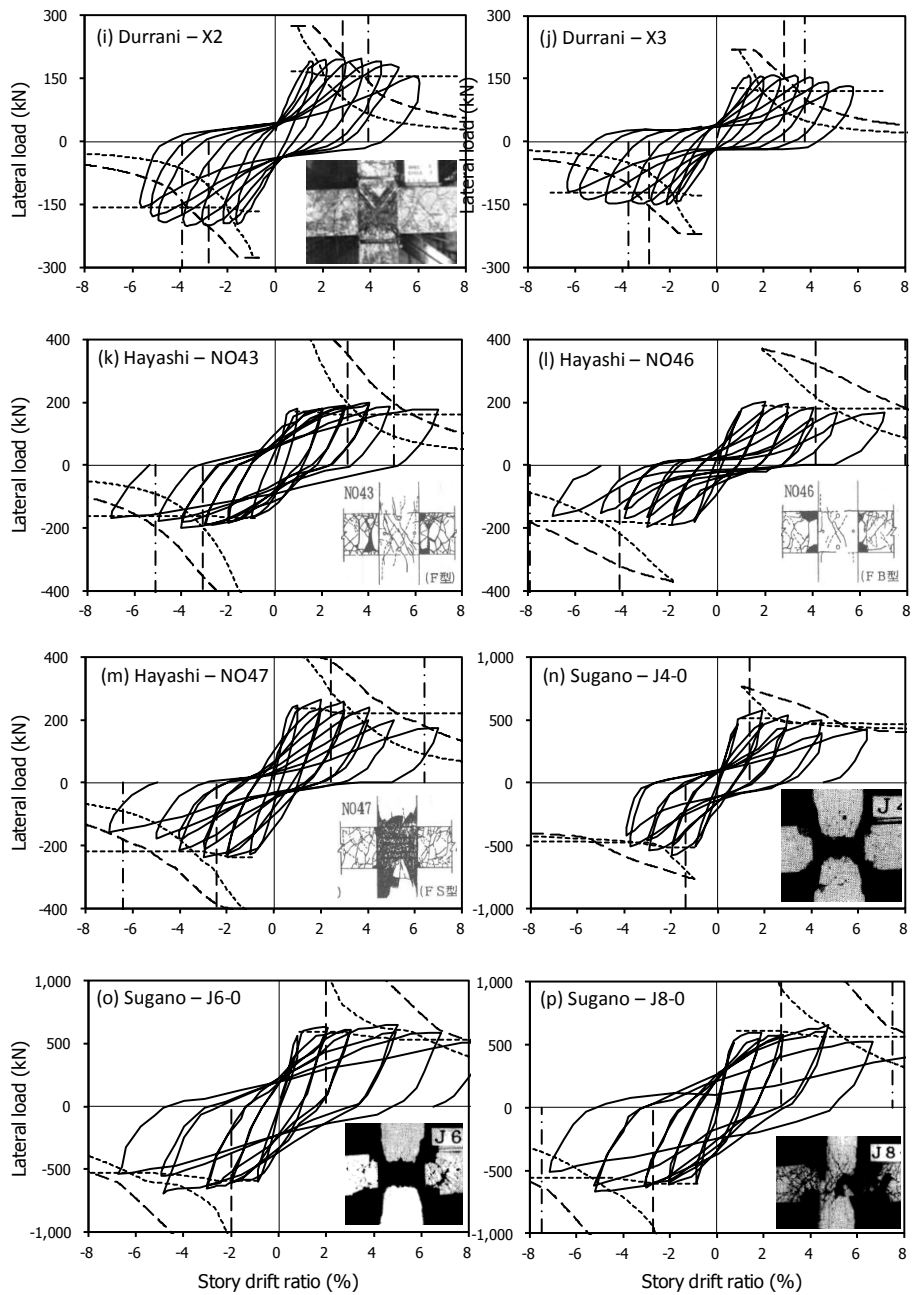 (i) Durrani – X2
Lateral load (kN)
300
150
0
-150
-300
-8 -6 -4 -2 0 2 4 6 8
(j) Durrani – X3
Lateral load (kN)
300
150
0
-150
-300
-8 -6 -4 -2 0 2 4 6 8
(k) Hayashi – NO43
Lateral load (kN)
400
200
0
-200
-400
-8 -6 -4 -2 0 2 4 6 8
NO43
(F型)
(l) Hayashi – NO46
400
200
0
-200
-400
-8 -6 -4 -2 0 2 4 6 8
NO46
(FB型
(m) Hayashi – NO47
Lateral load (kN)
400
200
0
-200
-400
-8 -6 -4 -2 0 2 4 6 8
NO47
) (FS型
(n) Sugano – J4-0
1,000
500
0
-500
-1,000
-8 -6 -4 -2 0 2 4 6 8
J4
(o) Sugano – J6-0
Lateral load (kN)
1,000
500
0
-500
-1,000
-8 -6 -4 -2 0 2 4 6 8
J6
Story drift ratio (%)
(p) Sugano – J8-0
1,000
500
0
-500
-1,000
-8 -6 -4 -2 0 2 4 6 8
J8-
Story drift ratio (%)